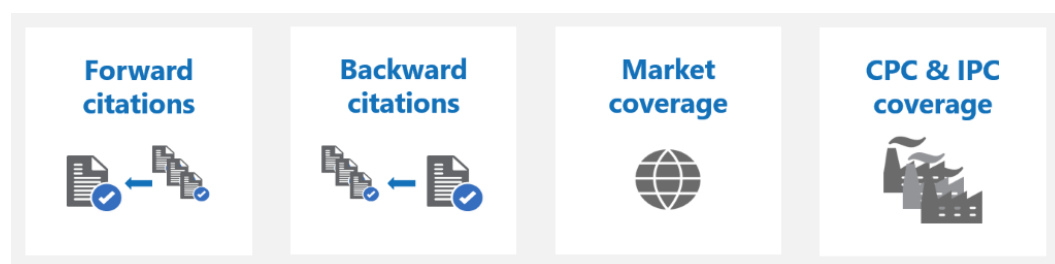 Forward
citations
Backward
citations
Market
coverage
CPC & IPC
coverage